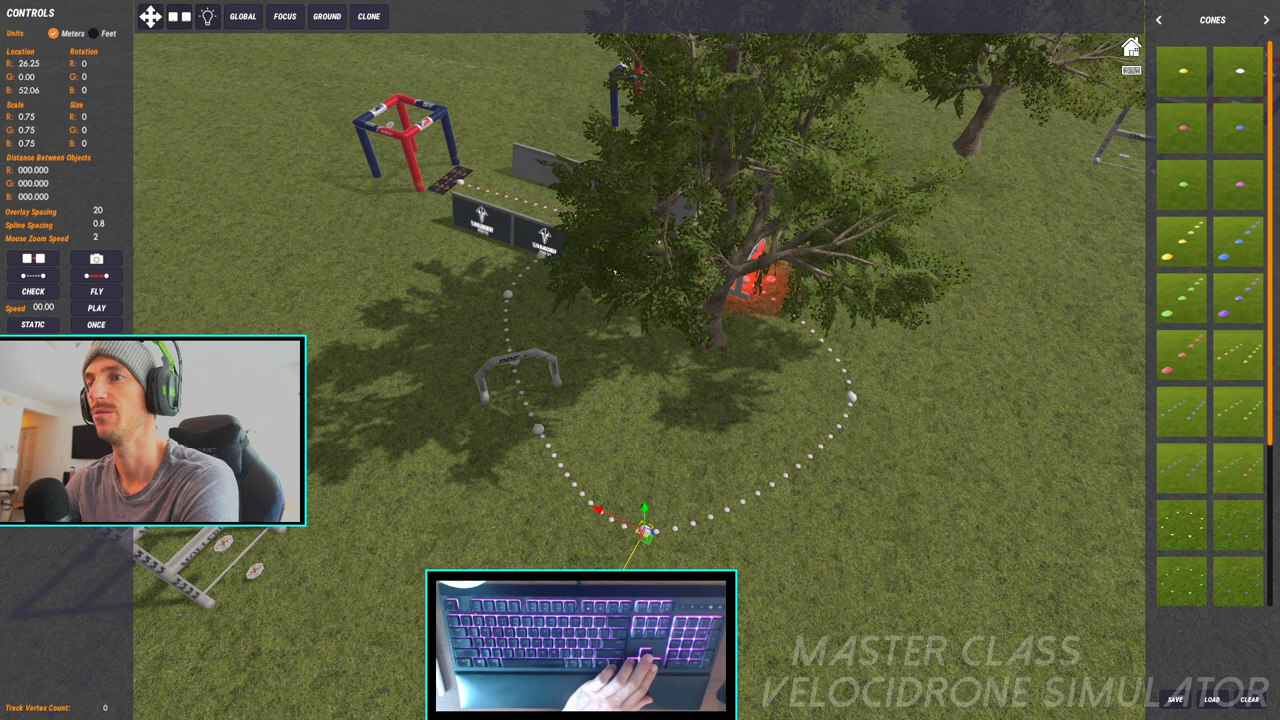 CONTROLS
Units Meters Feet
Location Rotation
R: 26.25 R: 0
G: 0.00 G: 0
B: 52.06 B: 0
Scale Size
R: 0.75 R: 0
G: 0.75 G: 0
B: 0.75 B: 0
Distance Between Objects
R: 000.000
G: 000.000
B: 000.000
Overlay Spacing 20
Spline Spacing 0.8
Mouse Zoom Speed 2
CHECK FLY
Speed 00.00 PLAY
STATIC ONCE
Track Vertex Count: 0
GLOBAL FOCUS GROUND CLONE
CONES
MASTER CLASS
VELOCIDRONE SIMULATOR
SAVE LOAD CLEAR